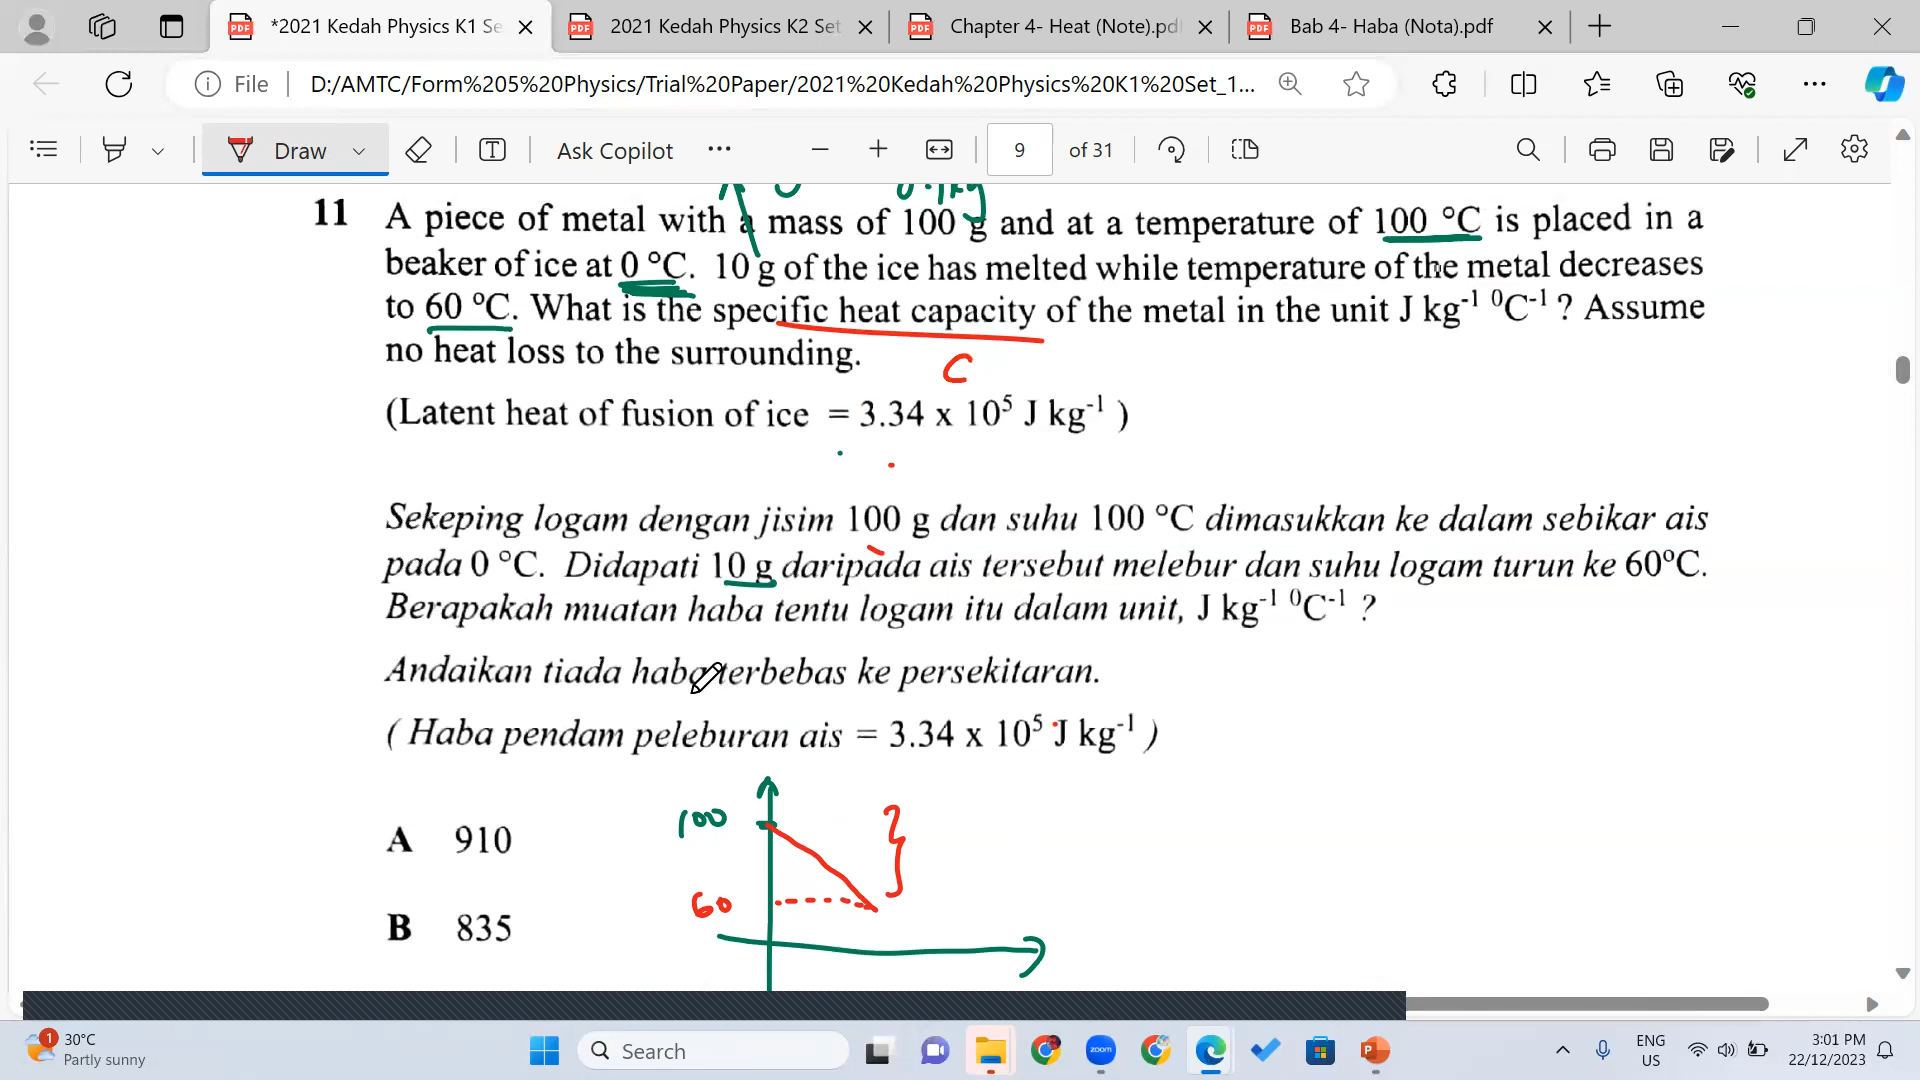 *2021 Kedah Physics K1 Se
2021 Kedah Physics K2 Set
Chapter 4- Heat (Note).pdf
Bab 4- Haba (Nota).pdf
File
D:/AMTC/Form%205%20Physics/Trial%20Paper/2021%20Kedah%20Physics%20K1%20Set_1...
Draw
Ask Copilot
9 of 31
0.1kg
11 A piece of metal with a mass of 100 g and at a temperature of 100 °C is placed in a
beaker of ice at 0 °C. 10 g of the ice has melted while temperature of the metal decreases
to 60 °C. What is the specific heat capacity of the metal in the unit J kg⁻¹ ⁰C⁻¹ ? Assume
no heat loss to the surrounding.
C
(Latent heat of fusion of ice = 3.34 x 10⁵ J kg⁻¹ )
Sekeping logam dengan jisim 100 g dan suhu 100 °C dimasukkan ke dalam sebikar ais
pada 0 °C. Didapati 10 g daripada ais tersebut melebur dan suhu logam turun ke 60°C.
Berapakah muatan haba tentu logam itu dalam unit, J kg⁻¹ ⁰C⁻¹ ?
Andaikan tiada haba terbebas ke persekitaran.
( Haba pendam peleburan ais = 3.34 x 10⁵ J kg⁻¹ )
100
A 910
60
B 835
1
30°C
Partly sunny
Search
zoom
ENG
US
3:01 PM
22/12/2023